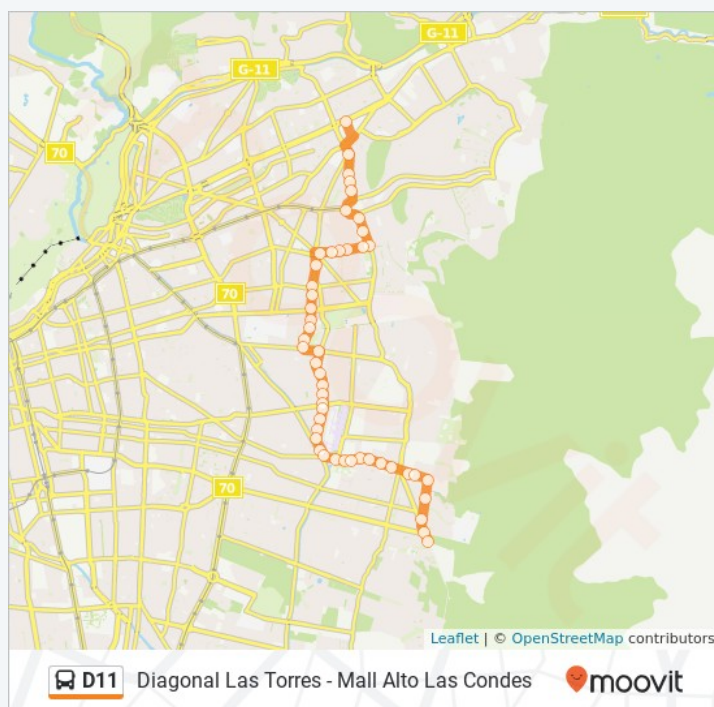 G-11
G-11
70
70
70
Leaflet | © OpenStreetMap contributors
D11 Diagonal Las Torres - Mall Alto Las Condes
moovit